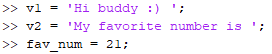 >> v1 = 'Hi buddy :) ';
>> v2 = 'My favorite number is ';
>> fav_num = 21;